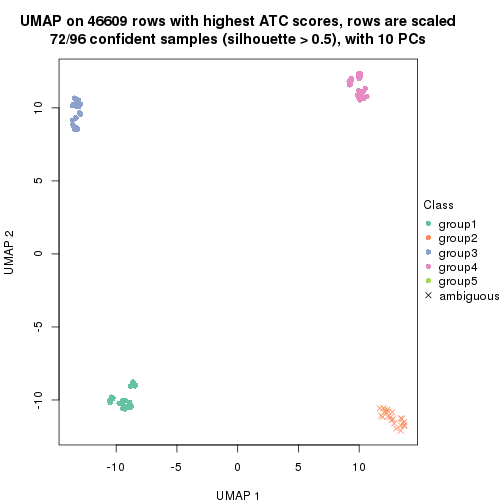 UMAP on 46609 rows with highest ATC scores, rows are scaled
72/96 confident samples (silhouette > 0.5), with 10 PCs
10
5
0
-5
-10
UMAP 2
-10
-5
0
5
10
UMAP 1
Class
group1
group2
group3
group4
group5
ambiguous